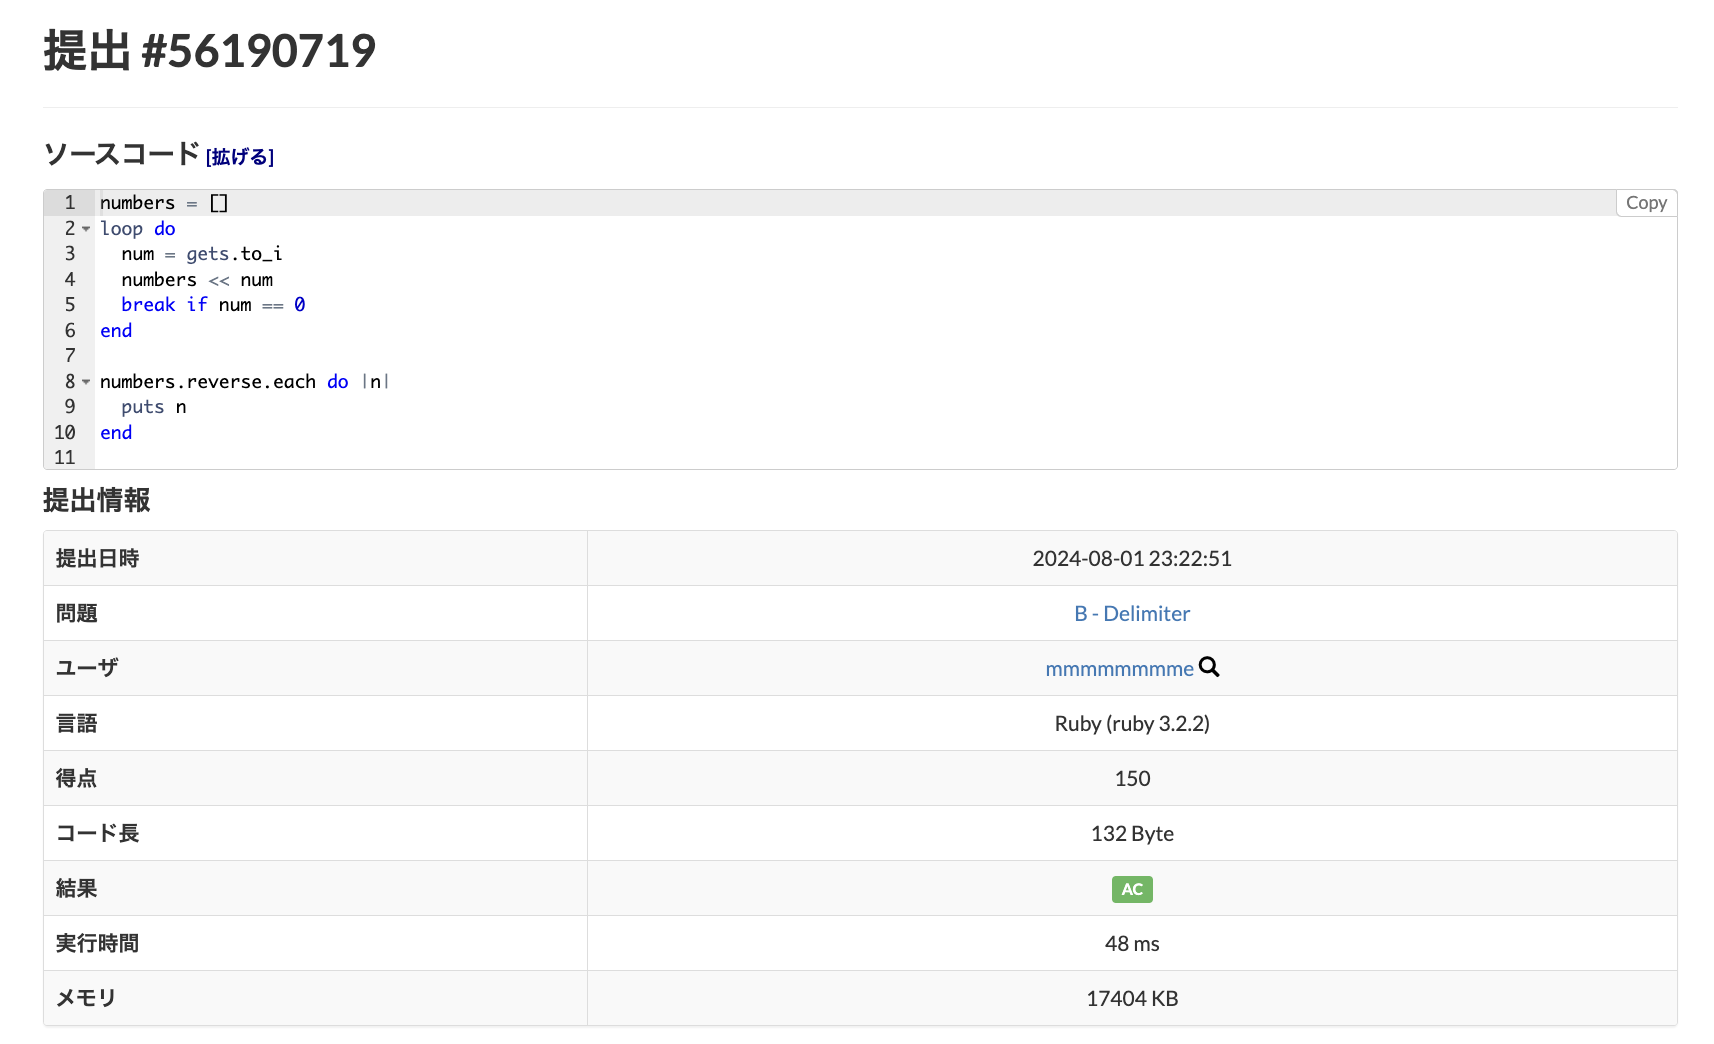 提出 #56190719
ソースコード [拡げる]
Copy
1 numbers = []
2 loop do
3   num = gets.to_i
4   numbers << num
5   break if num == 0
6 end
7
8 numbers.reverse.each do |n|
9   puts n
10 end
11
提出情報
提出日時 2024-08-01 23:22:51
問題 B - Delimiter
ユーザ mmmmmmmme
言語 Ruby (ruby 3.2.2)
得点 150
コード長 132 Byte
結果 AC
実行時間 48 ms
メモリ 17404 KB